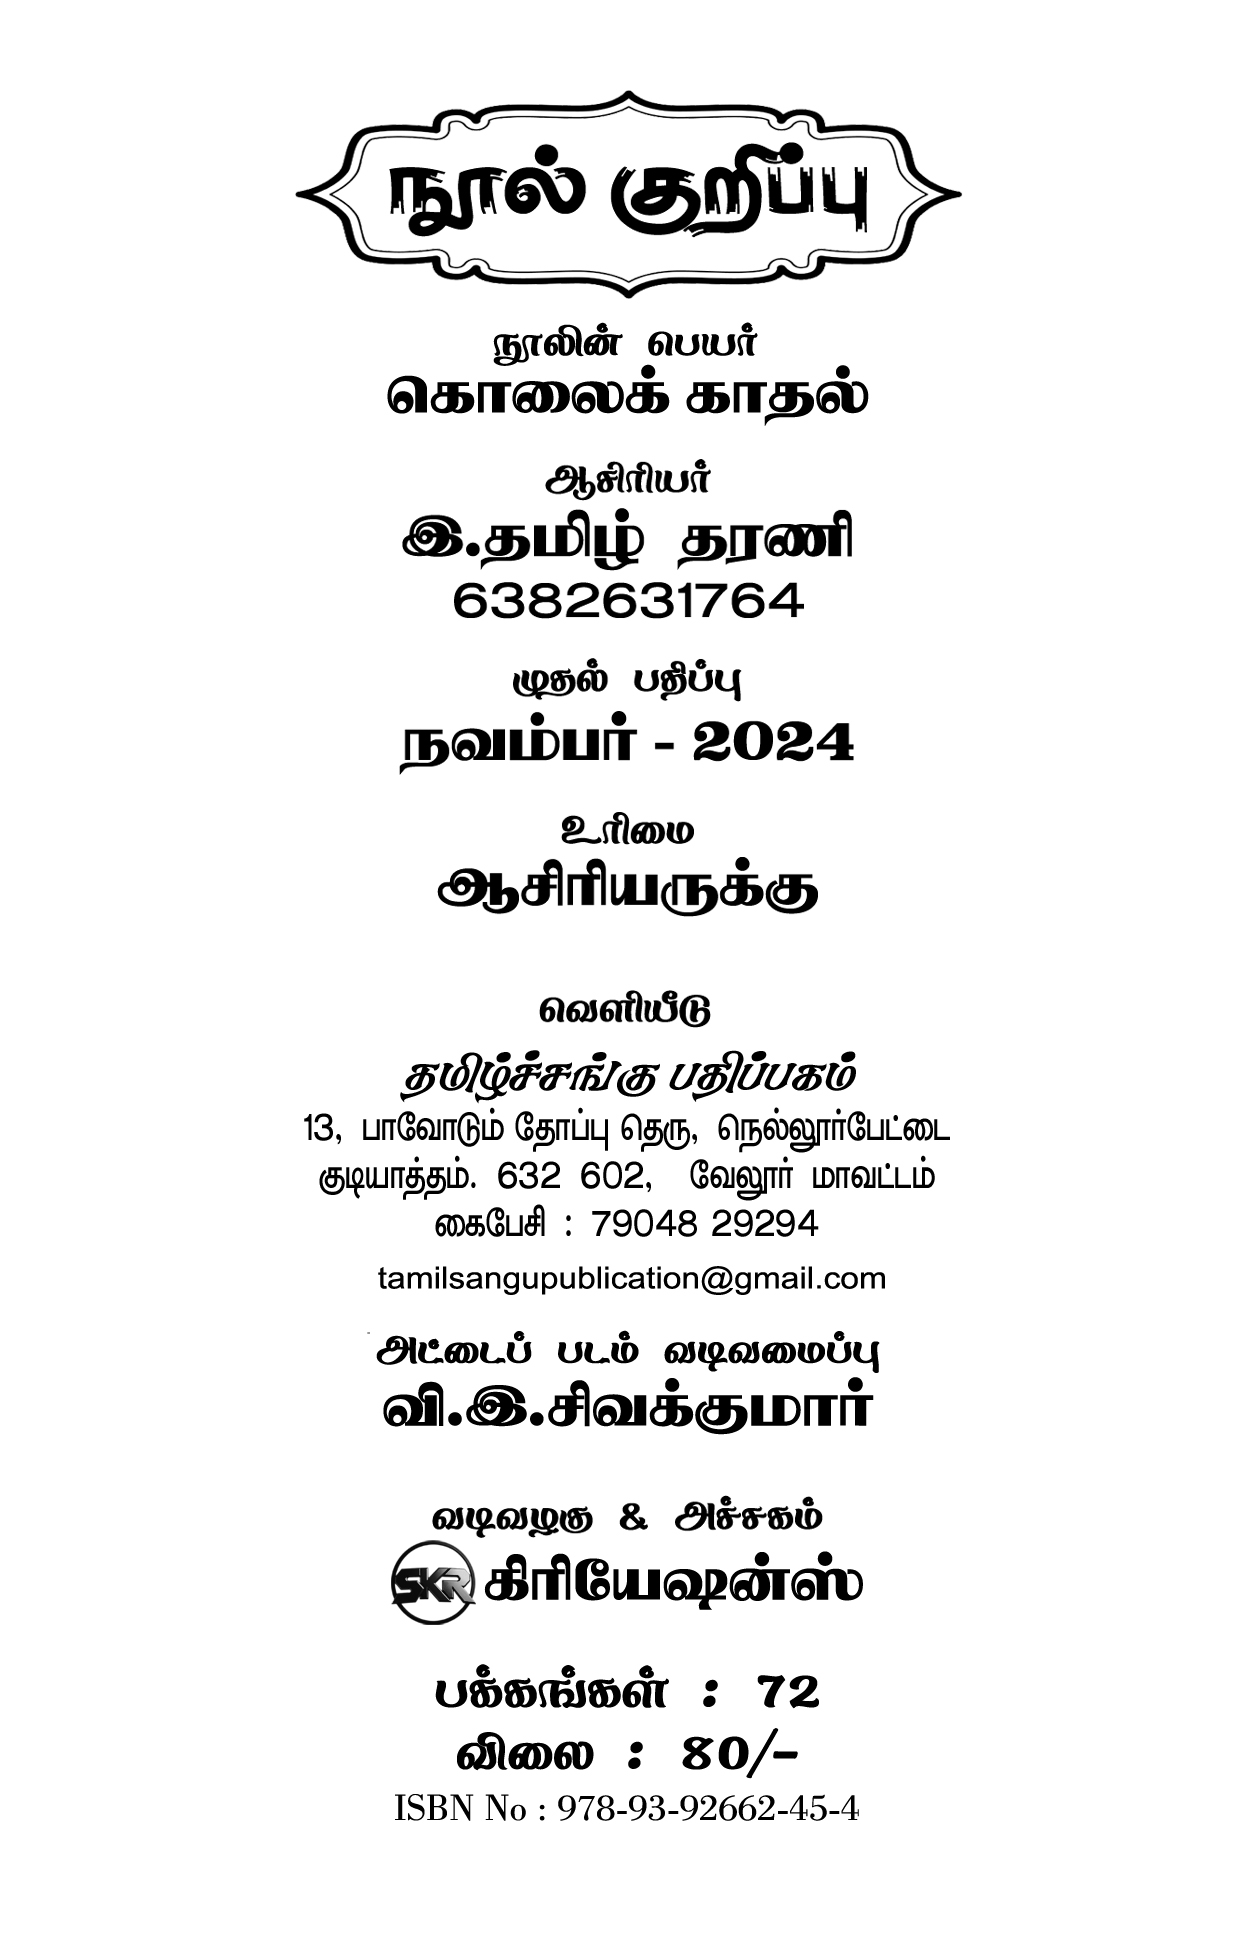 நூல் குறிப்பு
நூலின் பெயர்
கொலைக் காதல்
ஆசிரியர்
இ.தமிழ் தரணி
6382631764
முதல் பதிப்பு
நவம்பர் - 2024
உரிமை
ஆசிரியருக்கு
வெளியீடு
தமிழ்ச்சங்கு பதிப்பகம்
13, பாவோடும் தோப்பு தெரு, நெல்லூர்பேட்டை
குடியாத்தம். 632 602, வேலூர் மாவட்டம்
கைபேசி : 79048 29294
tamilsangupublication@gmail.com
அட்டைப் படம் வடிவமைப்பு
வி.இ.சிவக்குமார்
வடிவழகு & அச்சகம்
SKR கிரியேஷன்ஸ்
பக்கங்கள் : 72
விலை : 80/-
ISBN No : 978-93-92662-45-4